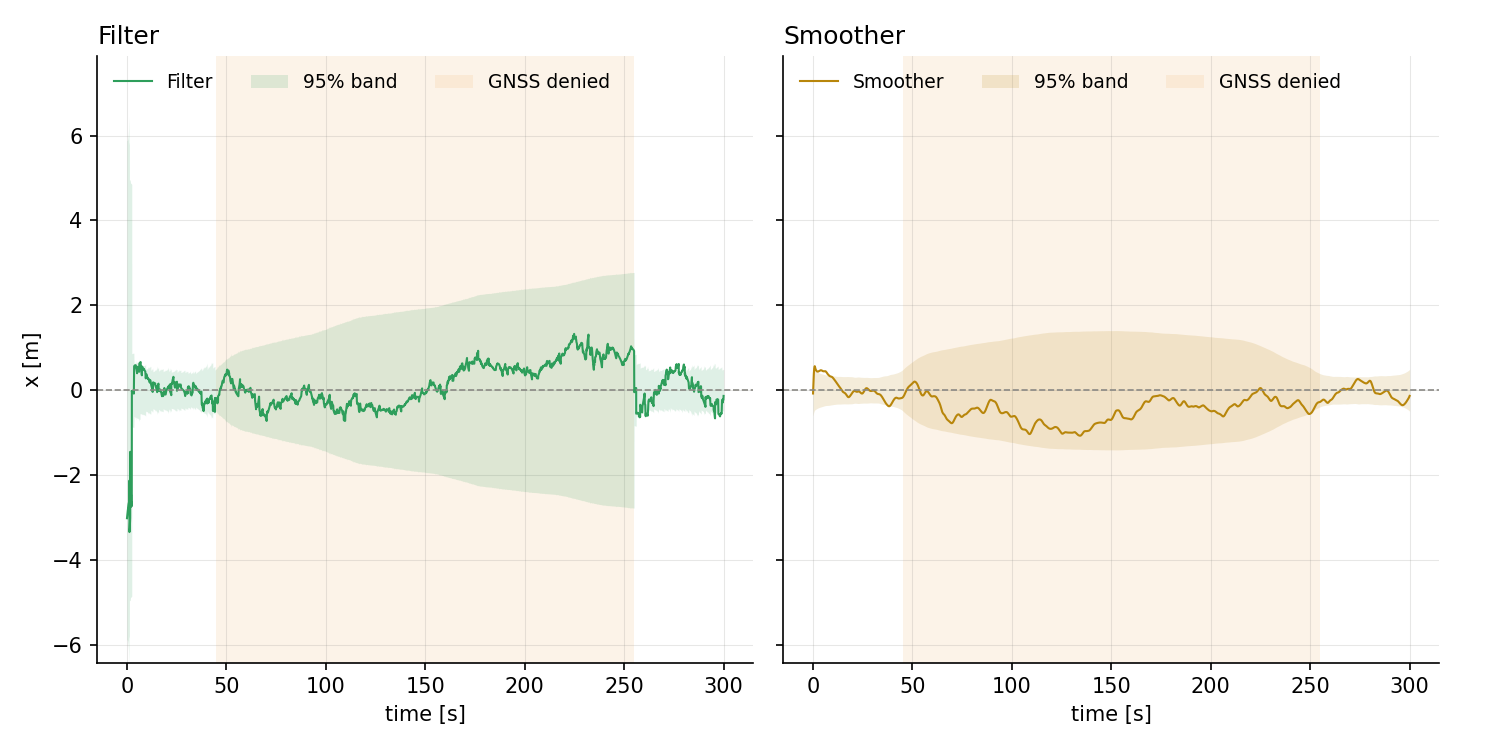 Filter
Smoother
Filter 95% band GNSS denied
Smoother 95% band GNSS denied
x [m]
6
4
2
0
−2
−4
−6
0 50 100 150 200 250 300
0 50 100 150 200 250 300
time [s]
time [s]